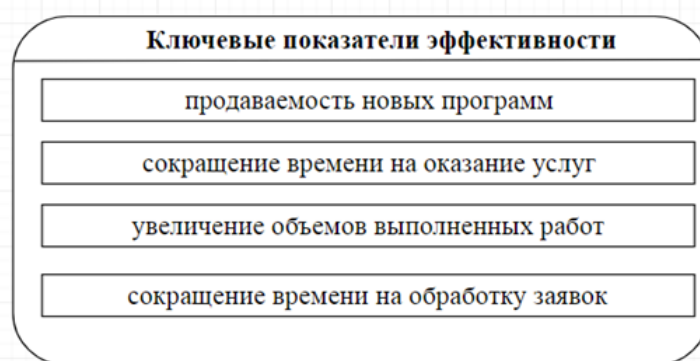 Ключевые показатели эффективности
продаваемость новых программ
сокращение времени на оказание услуг
увеличение объемов выполненных работ
сокращение времени на обработку заявок